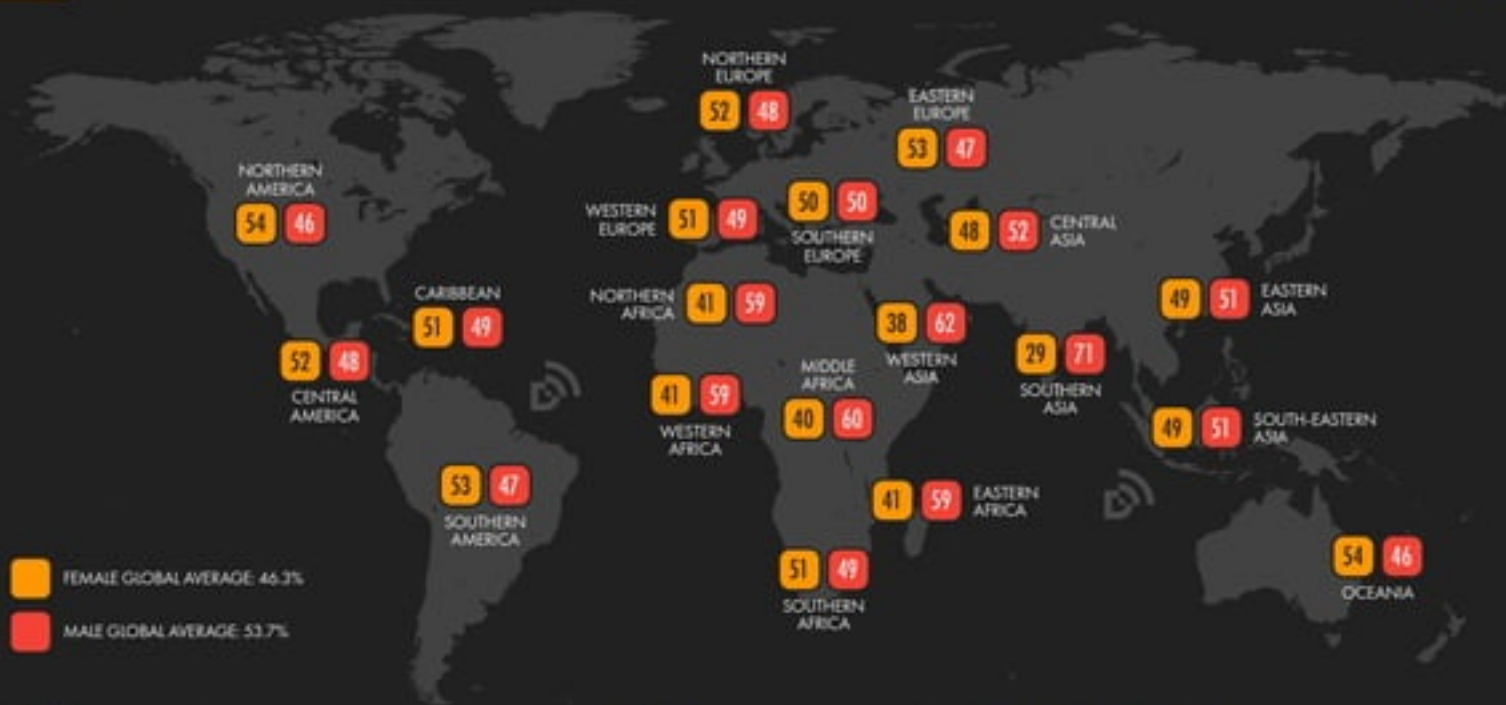 NORTHERN
EUROPE
52 48
EASTERN
EUROPE
53 47
NORTHERN
AMERICA
54 46
WESTERN
EUROPE
51 49
50 50
SOUTHERN
EUROPE
48 52
CENTRAL
ASIA
CARIBBEAN
51 49
NORTHERN
AFRICA
41 59
38 62
WESTERN
ASIA
49 51
EASTERN
ASIA
52 48
CENTRAL
AMERICA
29 71
SOUTHERN
ASIA
41 59
WESTERN
AFRICA
MIDDLE
AFRICA
40 60
49 51
SOUTH-EASTERN
ASIA
53 47
SOUTHERN
AMERICA
41 59
EASTERN
AFRICA
51 49
SOUTHERN
AFRICA
54 46
OCEANIA
FEMALE GLOBAL AVERAGE: 46.3%
MALE GLOBAL AVERAGE: 53.7%